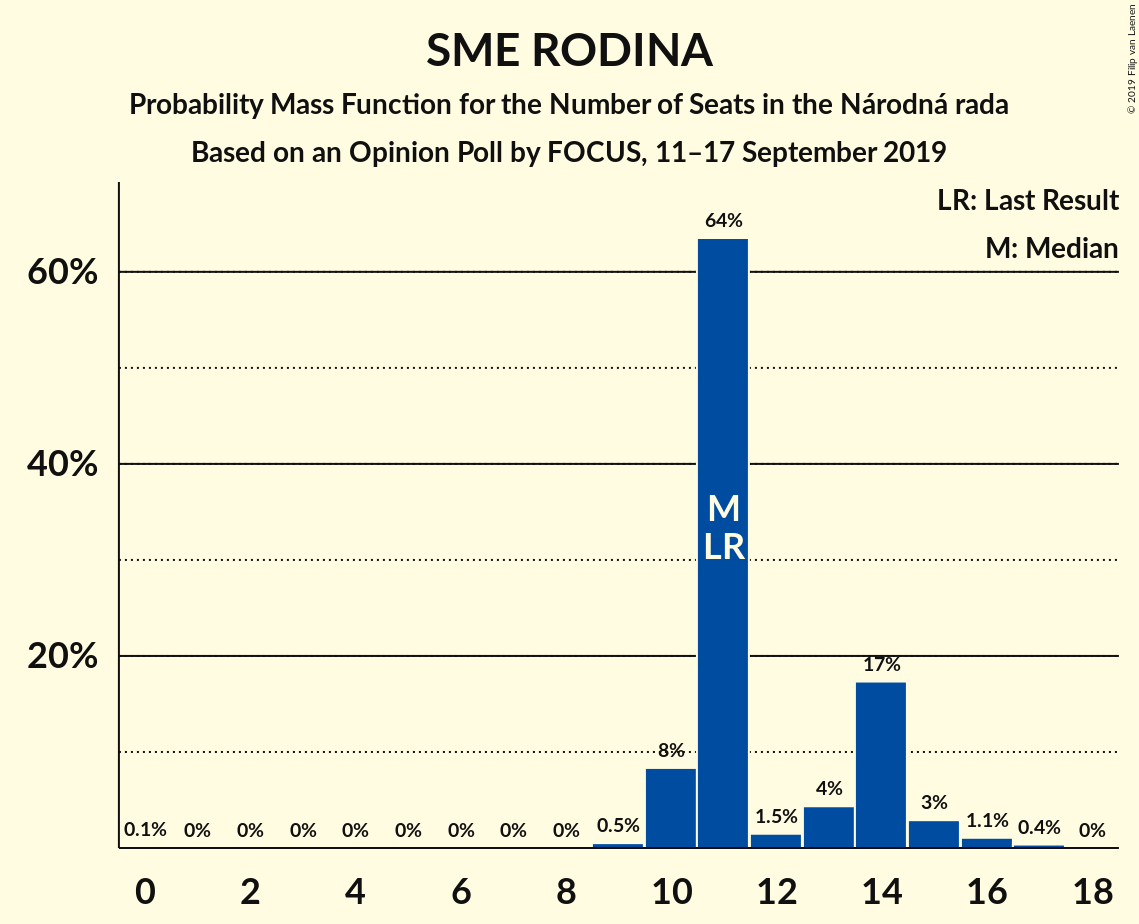 SME RODINA
Probability Mass Function for the Number of Seats in the Národná rada
Based on an Opinion Poll by FOCUS, 11–17 September 2019
© 2019 Filip van Laenen
LR: Last Result
M: Median
60%
40%
20%
0.1% 0% 0% 0% 0% 0% 0% 0% 0% 0.5% 8% 64% 1.5% 4% 17% 3% 1.1% 0.4% 0%
M
LR
0 2 4 6 8 10 12 14 16 18